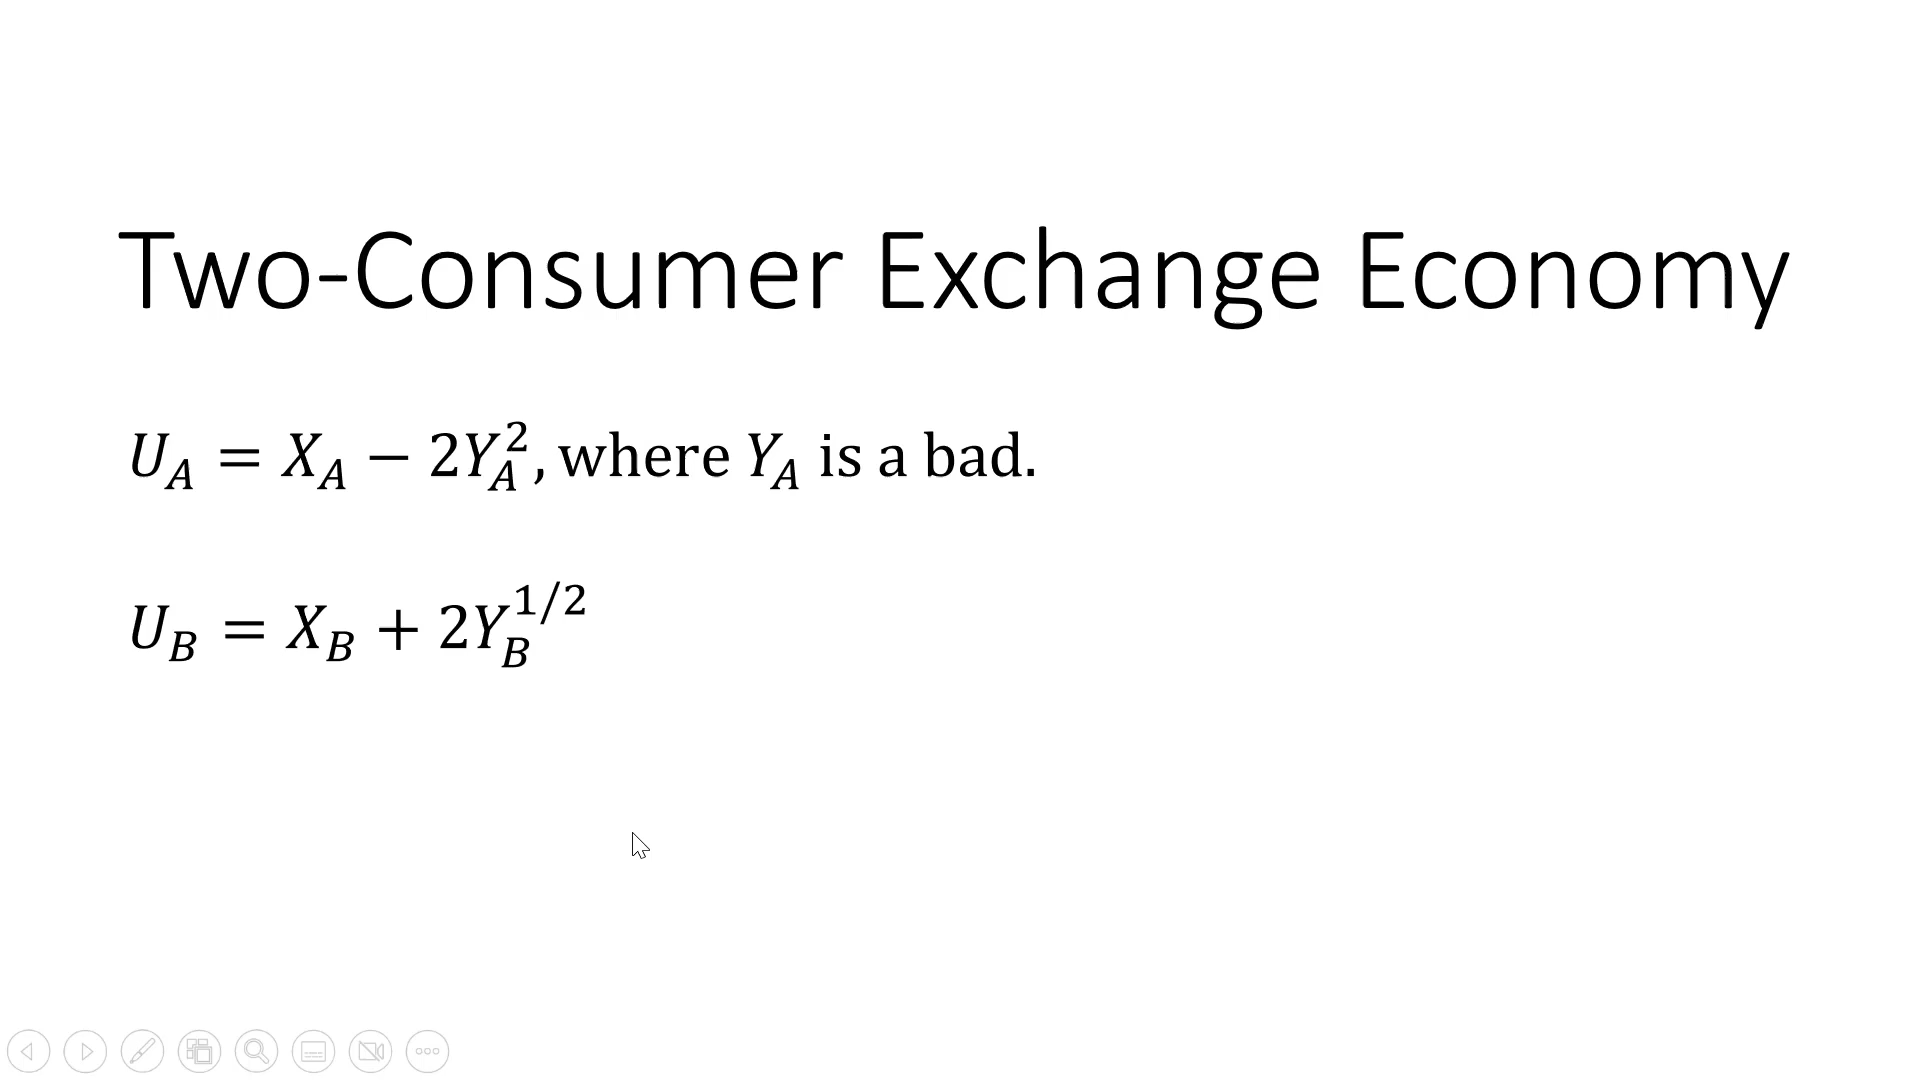 Two-Consumer Exchange Economy
U_A = X_A − 2Y_A^2, where Y_A is a bad.
U_B = X_B + 2Y_B^{1/2}